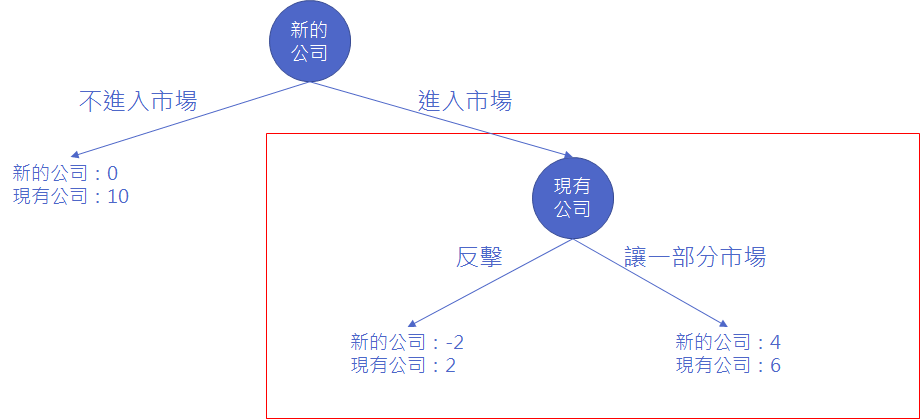 新的
公司
不進入市場
進入市場
新的公司：0
現有公司：10
現有
公司
反擊
讓一部分市場
新的公司：-2
現有公司：2
新的公司：4
現有公司：6